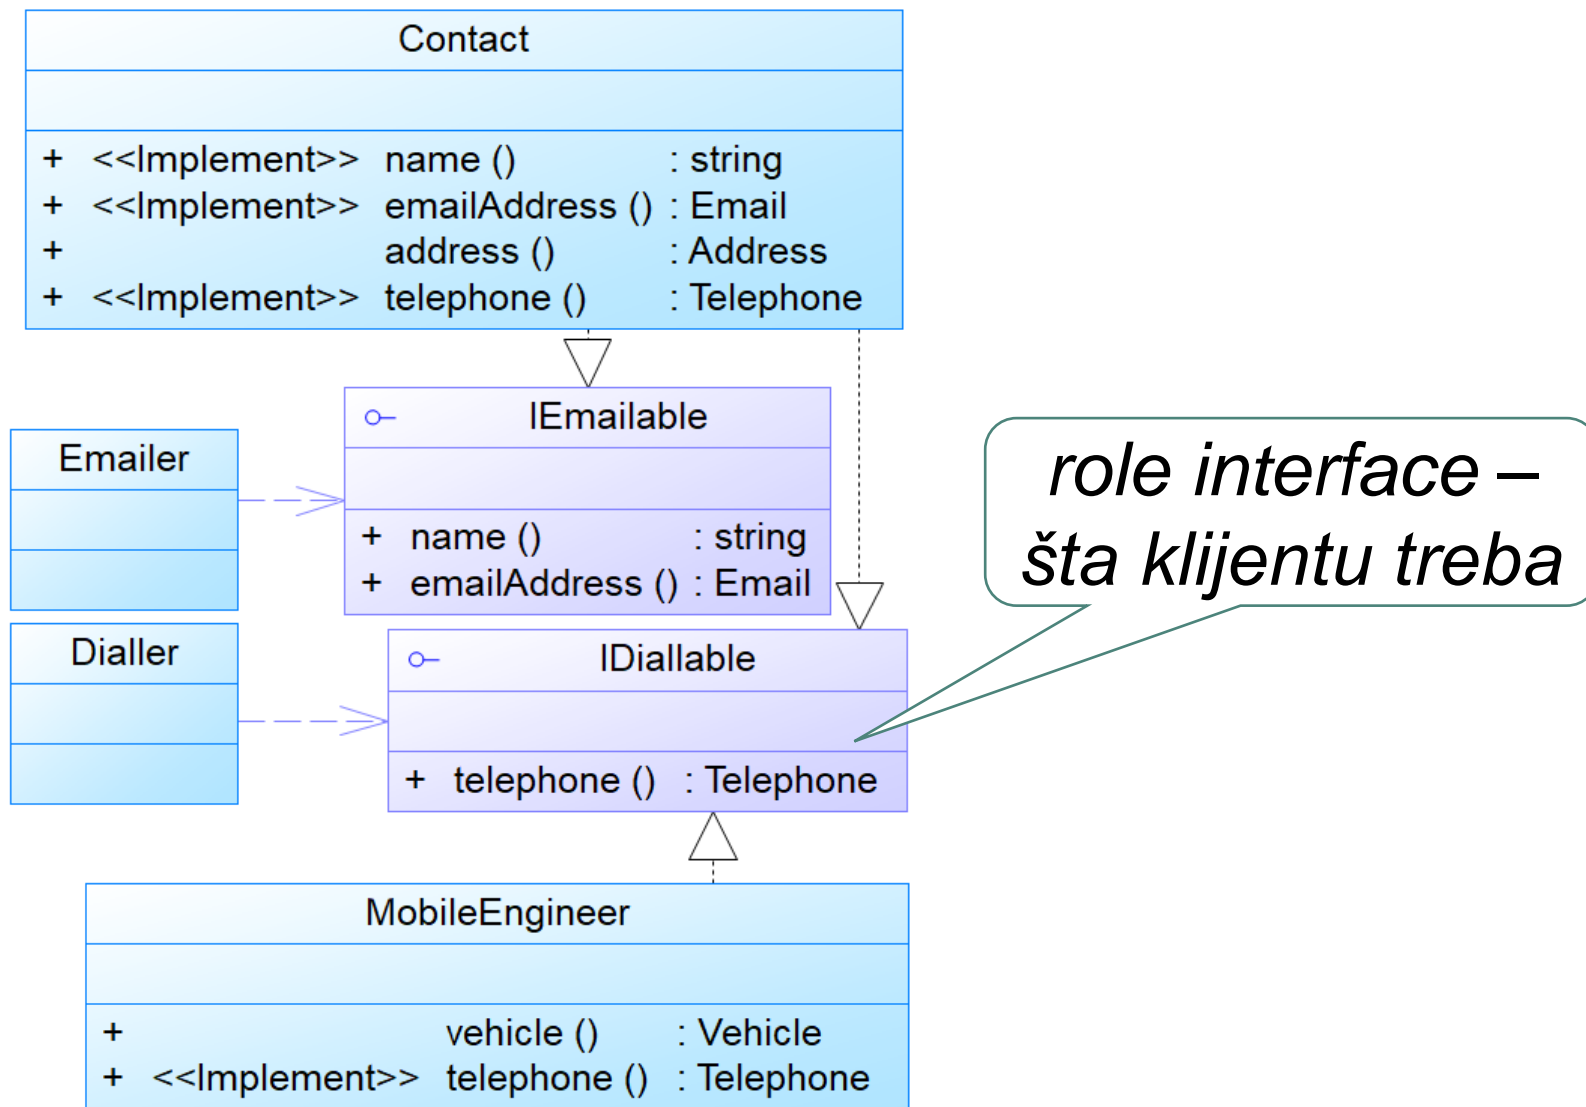 Contact
+ <<Implement>> name () : string
+ <<Implement>> emailAddress () : Email
+ address () : Address
+ <<Implement>> telephone () : Telephone
IEmailable
+ name () : string
+ emailAddress () : Email
Emailer
role interface –
šta klijentu treba
Dialler
IDiallable
+ telephone () : Telephone
MobileEngineer
+ vehicle () : Vehicle
+ <<Implement>> telephone () : Telephone